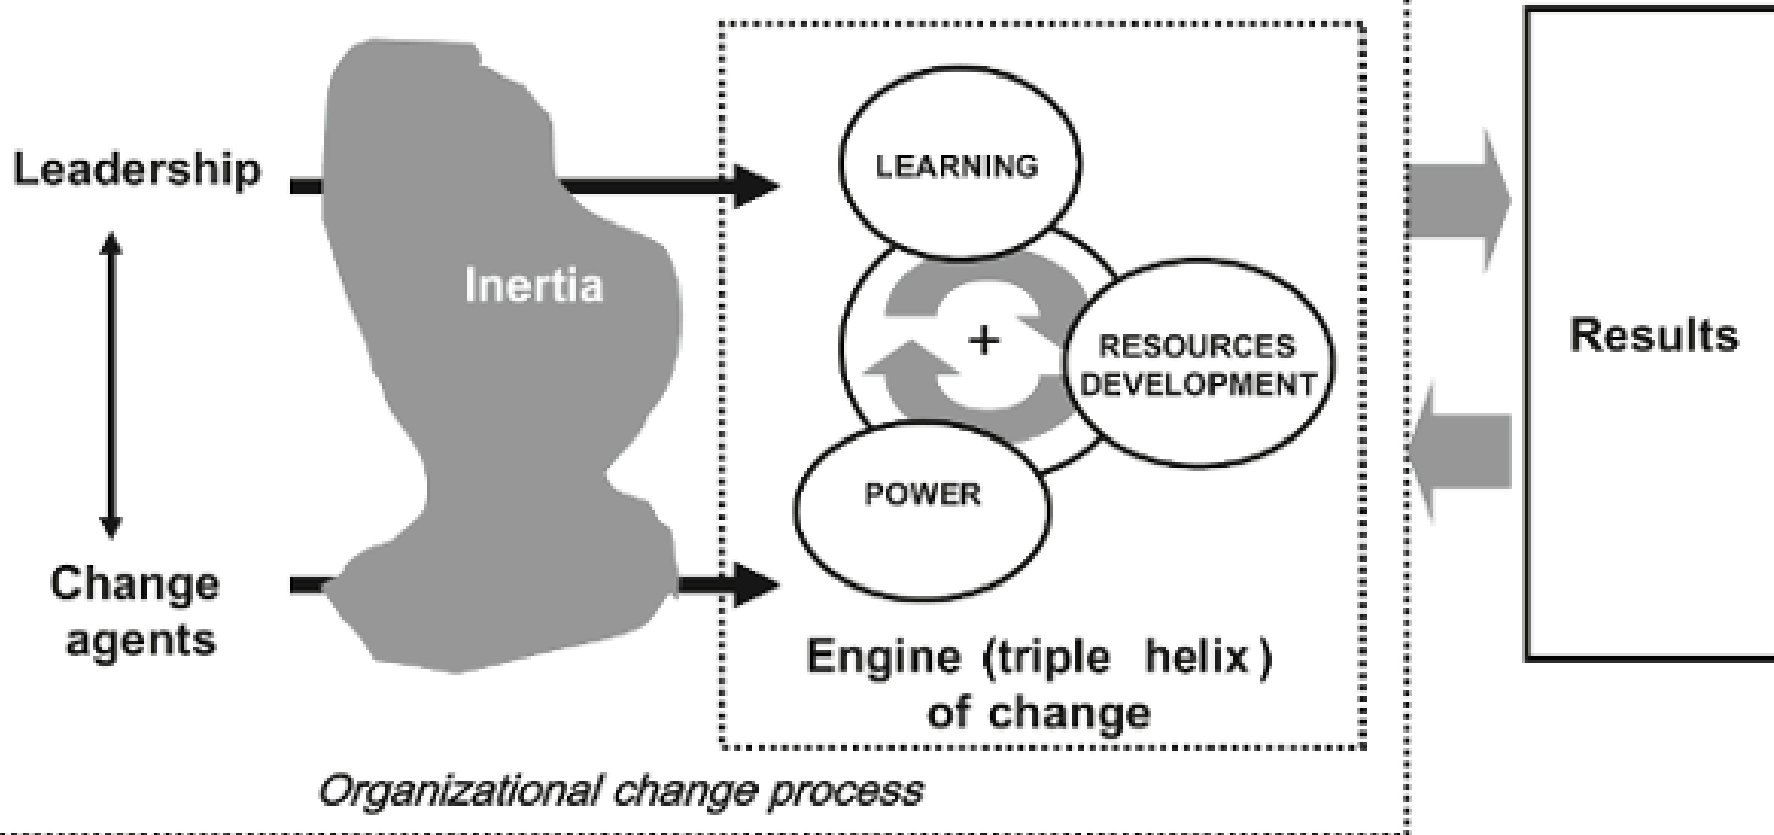 Leadership
Inertia
Change
agents
LEARNING
+
RESOURCES
DEVELOPMENT
POWER
Engine (triple helix)
of change
Organizational change process
Results